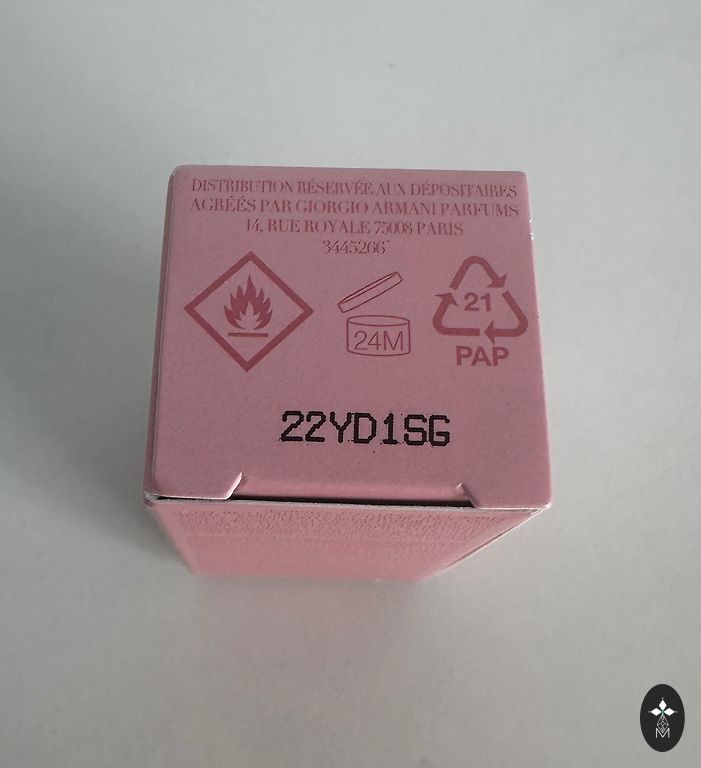 DISTRIBUTION RÉSERVÉE AUX DÉPOSITAIRES
AGRÉÉS PAR GIORGIO ARMANI PARFUMS
14, RUE ROYALE 75008 PARIS
3445266
24M
21
PAP
22YD1SG
M